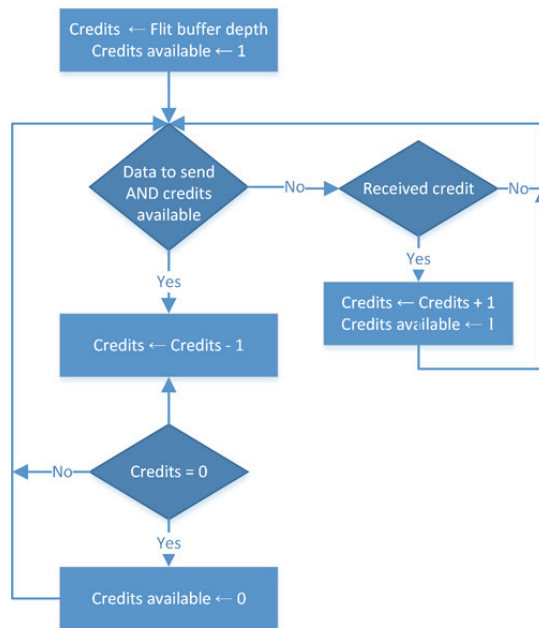 Credits ← Flit buffer depth
Credits available ← 1
Data to send
AND credits
available
No
Received credit
No
Yes
Yes
Credits ← Credits + 1
Credits available ← 1
Credits ← Credits - 1
No
Credits = 0
Yes
Credits available ← 0